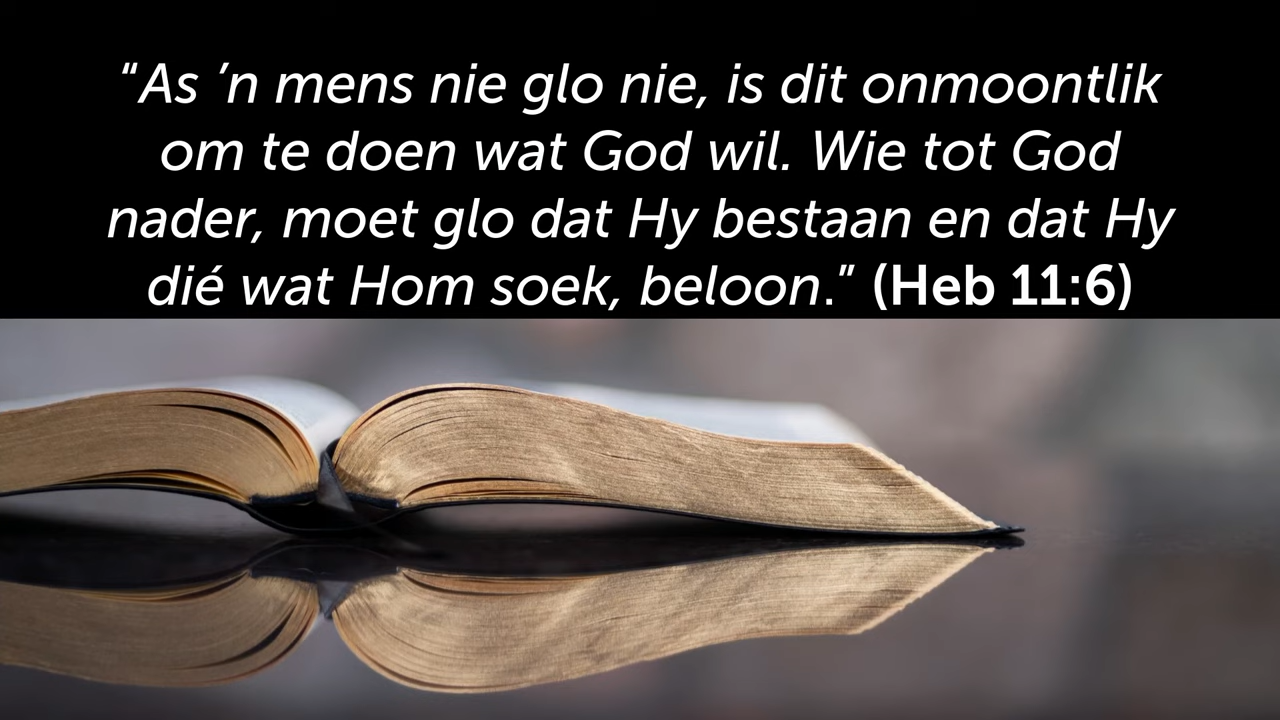 “As ’n mens nie glo nie, is dit onmoontlik
om te doen wat God wil. Wie tot God
nader, moet glo dat Hy bestaan en dat Hy
dié wat Hom soek, beloon.” (Heb 11:6)